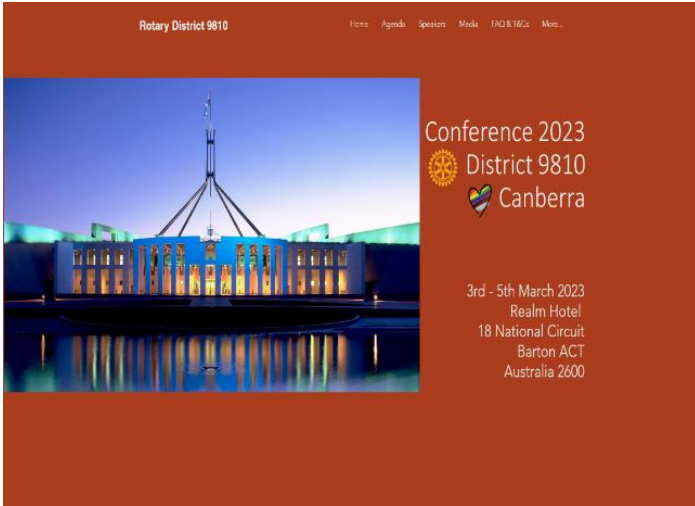 Rotary District 9810
Home Agenda Speakers Media FAQ & T&Cs More...
Conference 2023
District 9810
Canberra
3rd - 5th March 2023
Realm Hotel
18 National Circuit
Barton ACT
Australia 2600